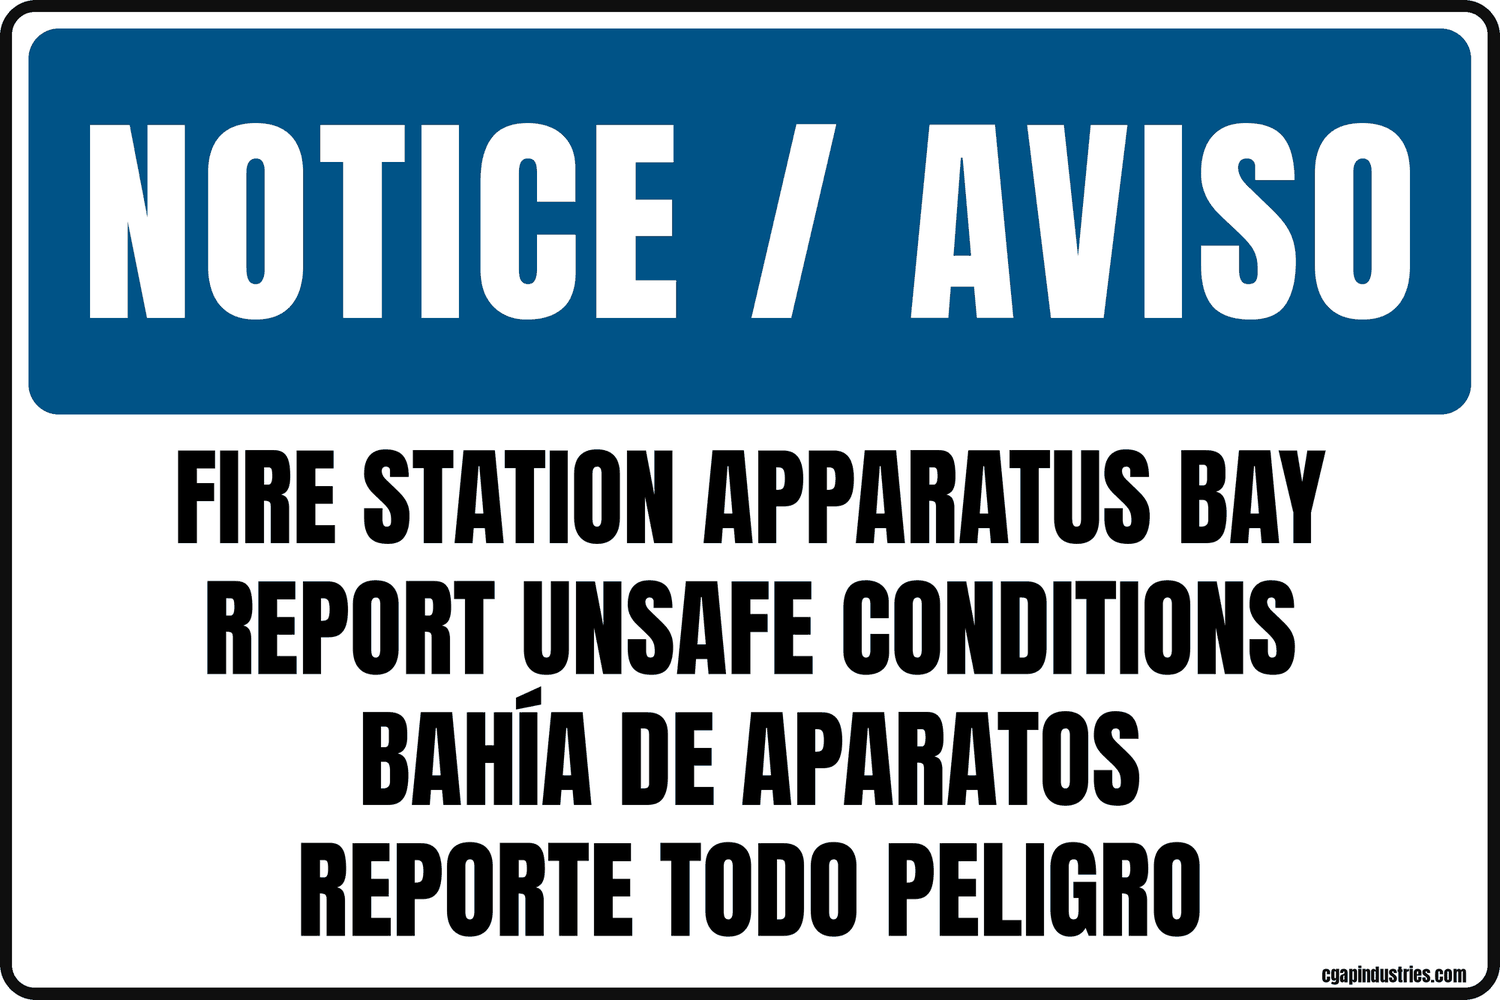 NOTICE / AVISO
FIRE STATION APPARATUS BAY
REPORT UNSAFE CONDITIONS
BAHÍA DE APARATOS
REPORTE TODO PELIGRO
cgapindustries.com